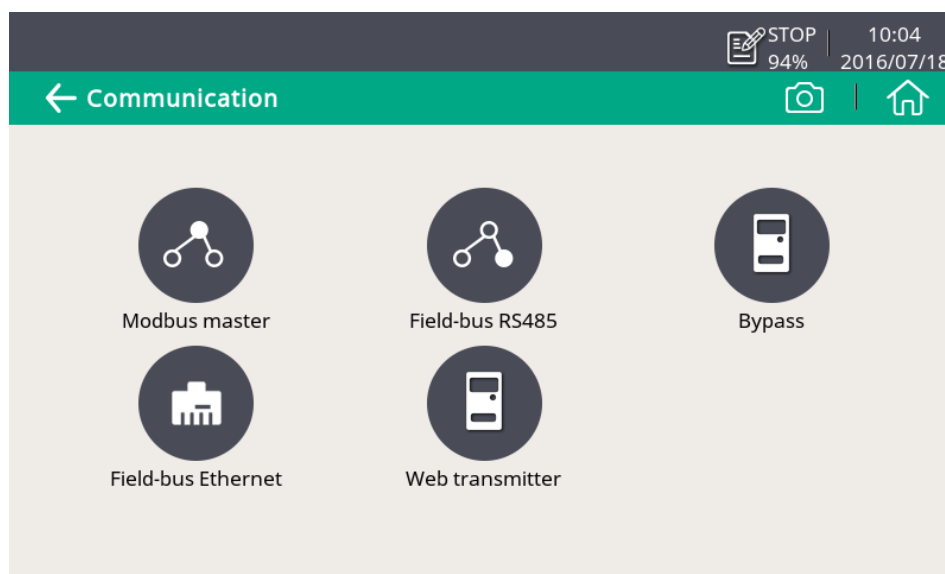 STOP 10:04
94% 2016/07/18
Communication
Modbus master Field-bus RS485 Bypass
Field-bus Ethernet Web transmitter